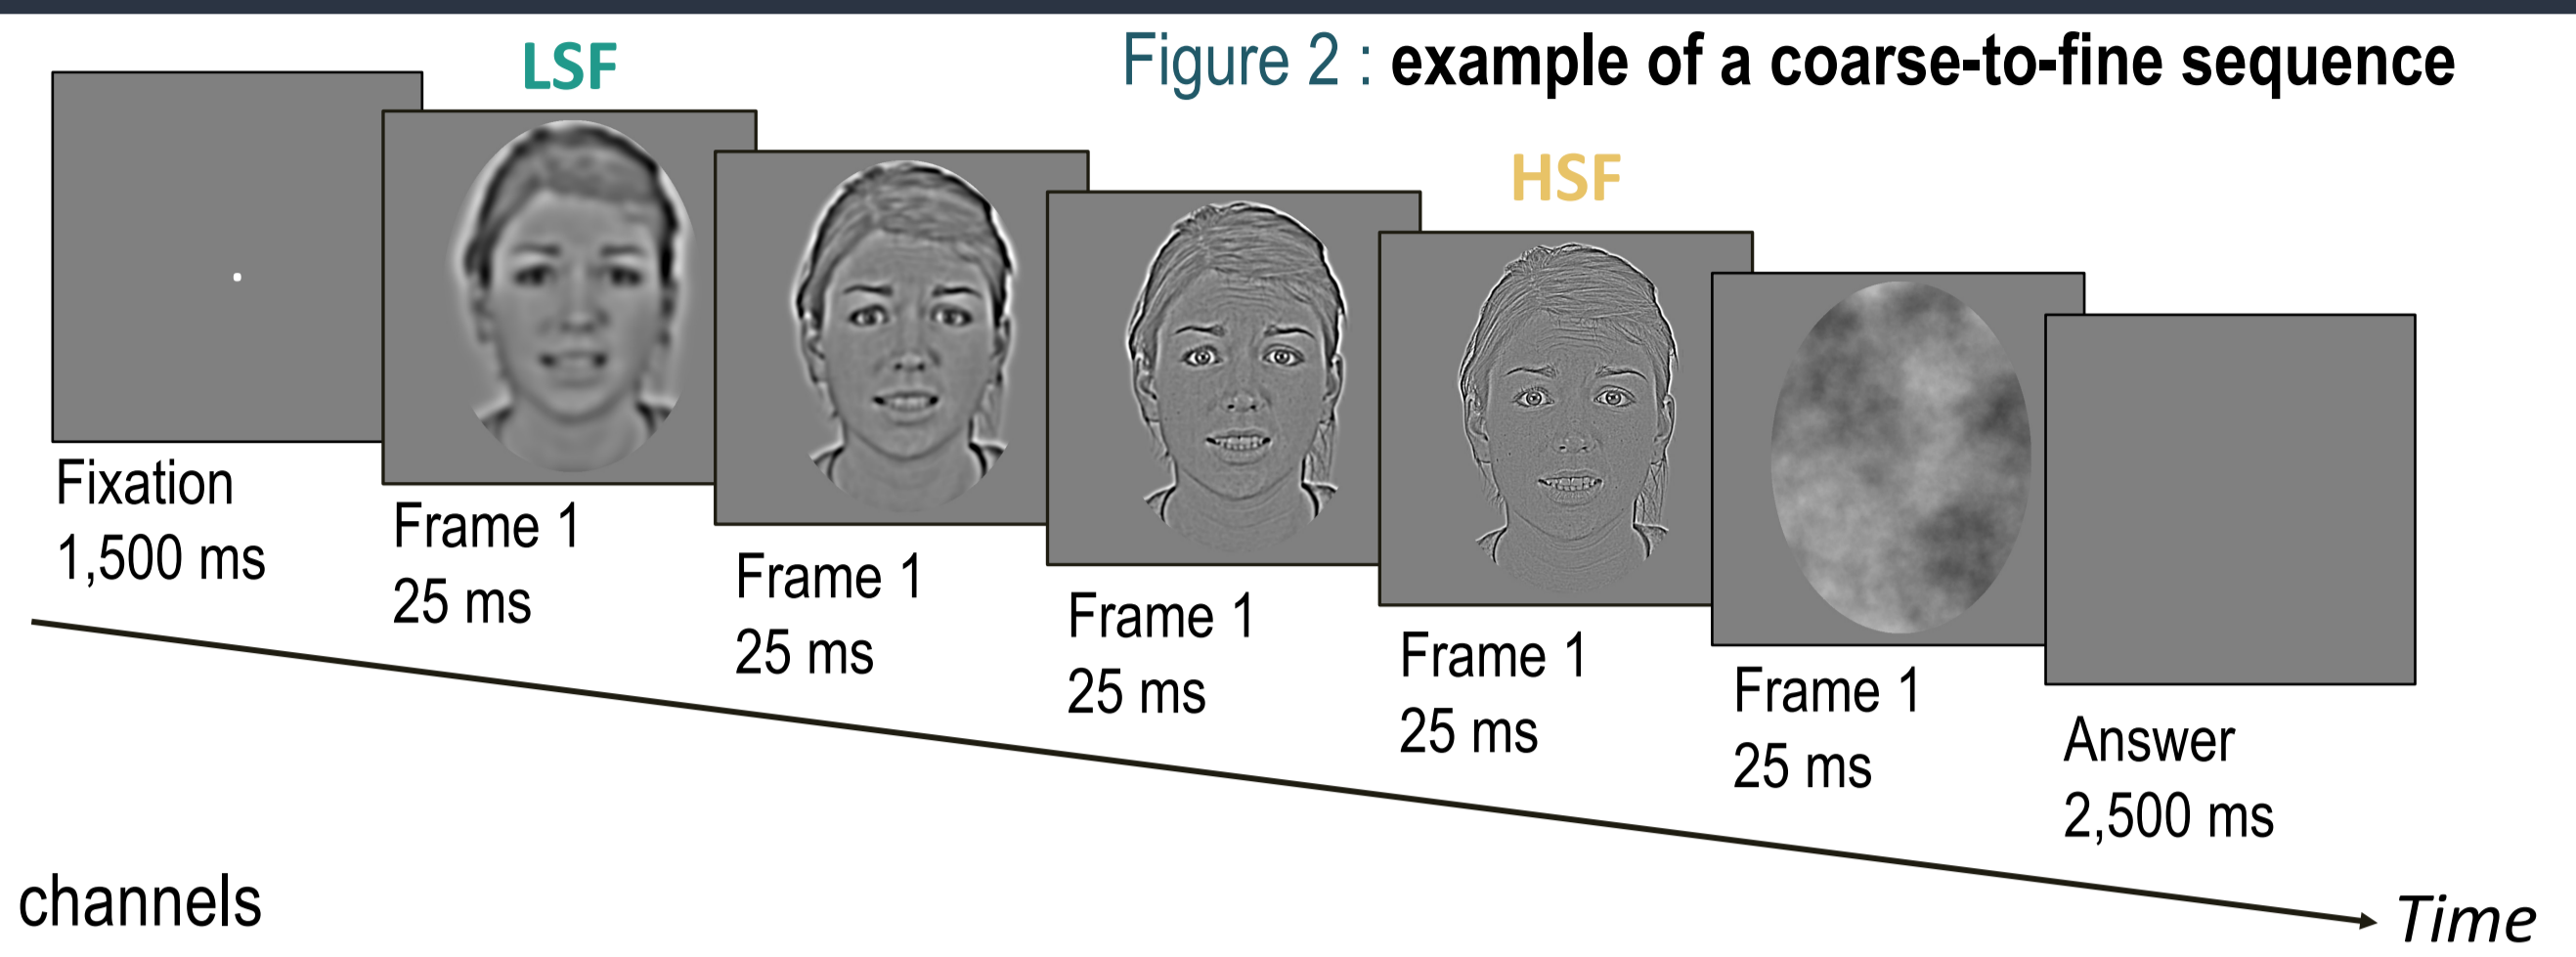 Figure 2 : example of a coarse-to-fine sequence
LSF
HSF
Fixation
1,500 ms
Frame 1
25 ms
Frame 1
25 ms
Frame 1
25 ms
Frame 1
25 ms
Frame 1
25 ms
Answer
2,500 ms
channels
Time